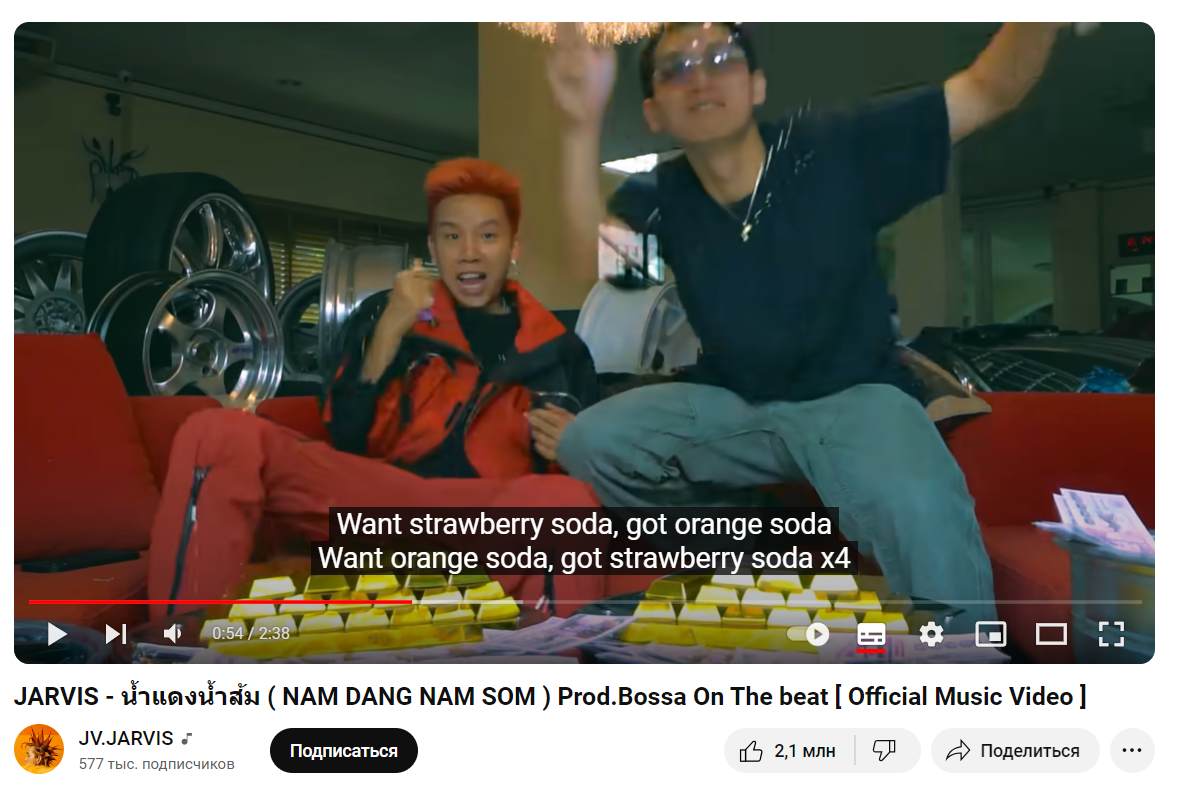 Want strawberry soda, got orange soda
Want orange soda, got strawberry soda x4
0:54 / 2:38
JARVIS - น้ำแดงน้ำส้ม ( NAM DANG NAM SOM ) Prod.Bossa On The beat [ Official Music Video ]
JV.JARVIS
577 тыс. подписчиков
Подписаться
2,1 млн
Поделиться